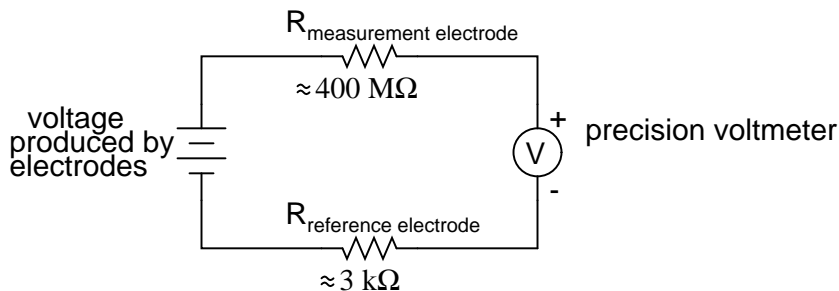 R measurement electrode
≈ 400 MΩ
voltage
produced by
electrodes
+
V
-
precision voltmeter
R reference electrode
≈ 3 kΩ